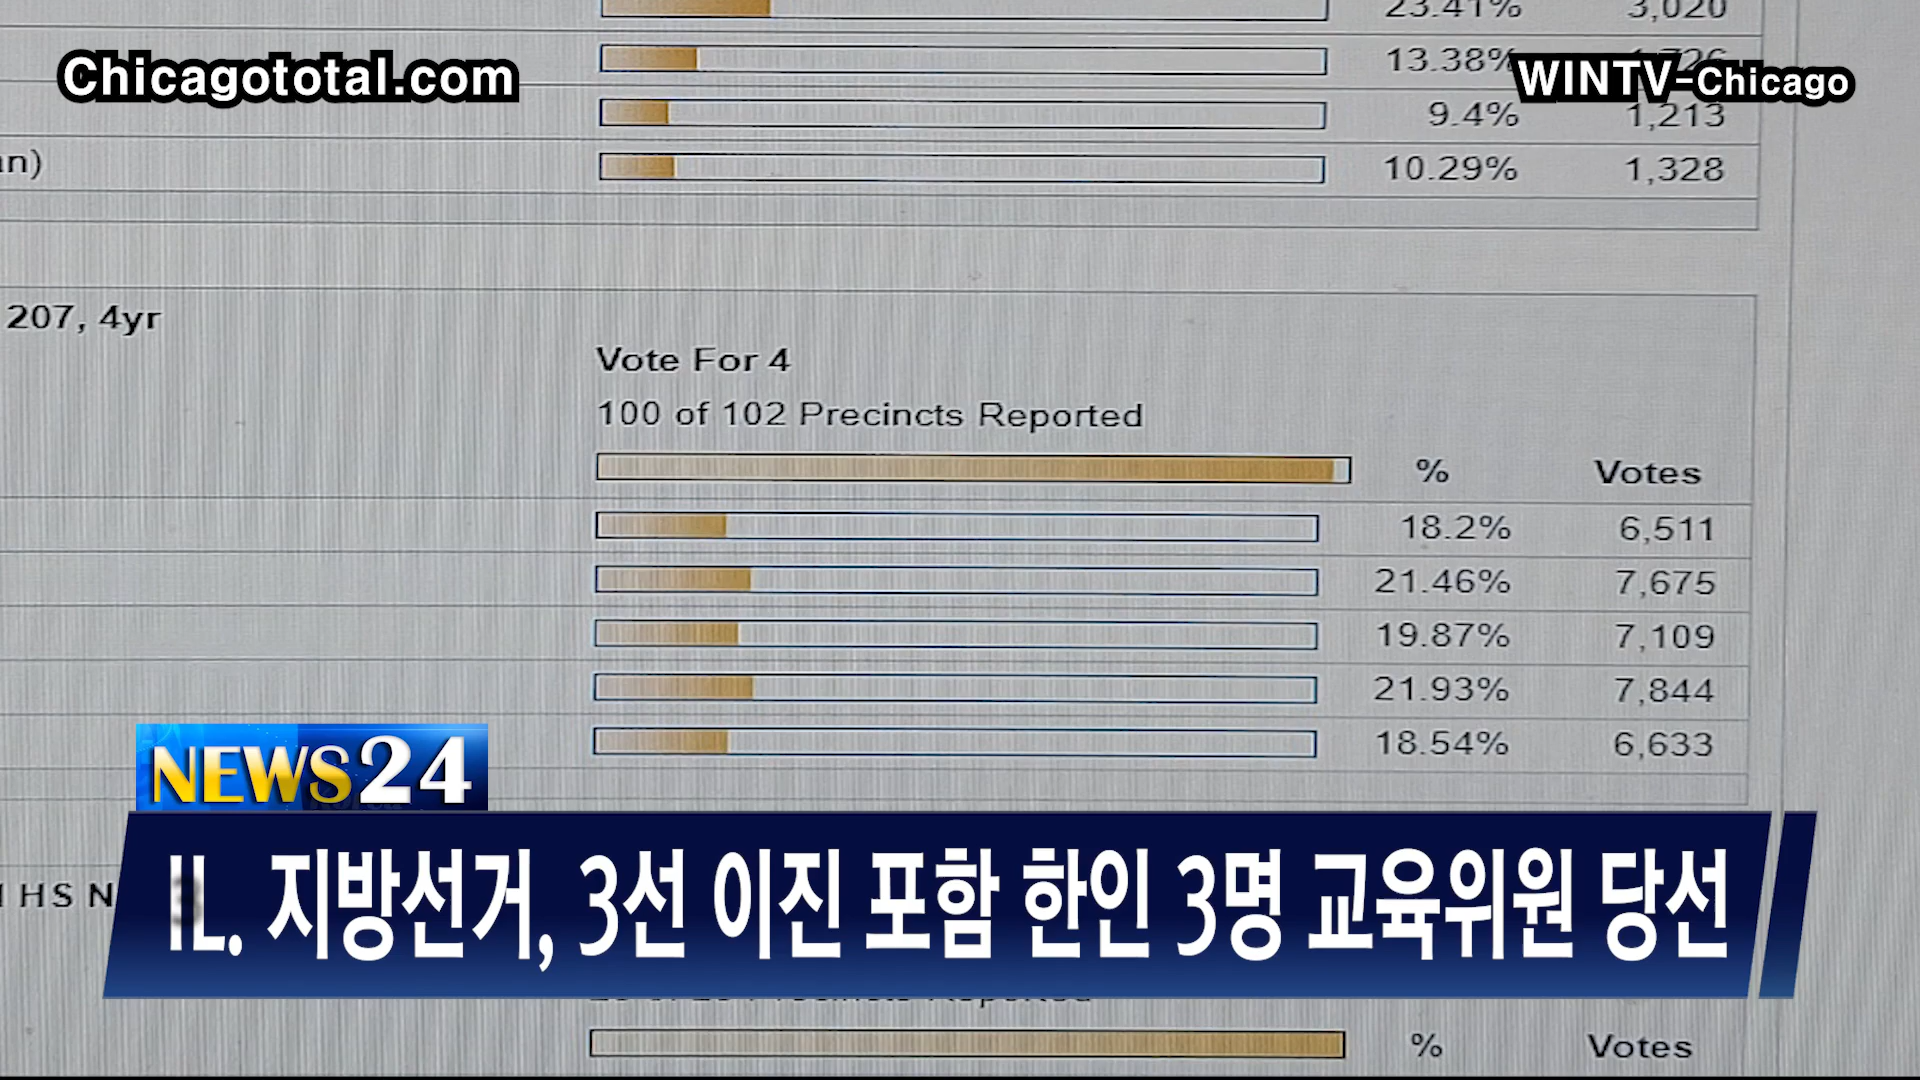 23.41% 3,020
Chicagototal.com
13.38%
WINTV-Chicago
9.4% 1,213
10.29% 1,328
207, 4yr
Vote For 4
100 of 102 Precincts Reported
% Votes
18.2% 6,511
21.46% 7,675
19.87% 7,109
21.93% 7,844
18.54% 6,633
NEWS24
HS N
IL. 지방선거, 3선 이진 포함 한인 3명 교육위원 당선
Precincts Reported
% Votes